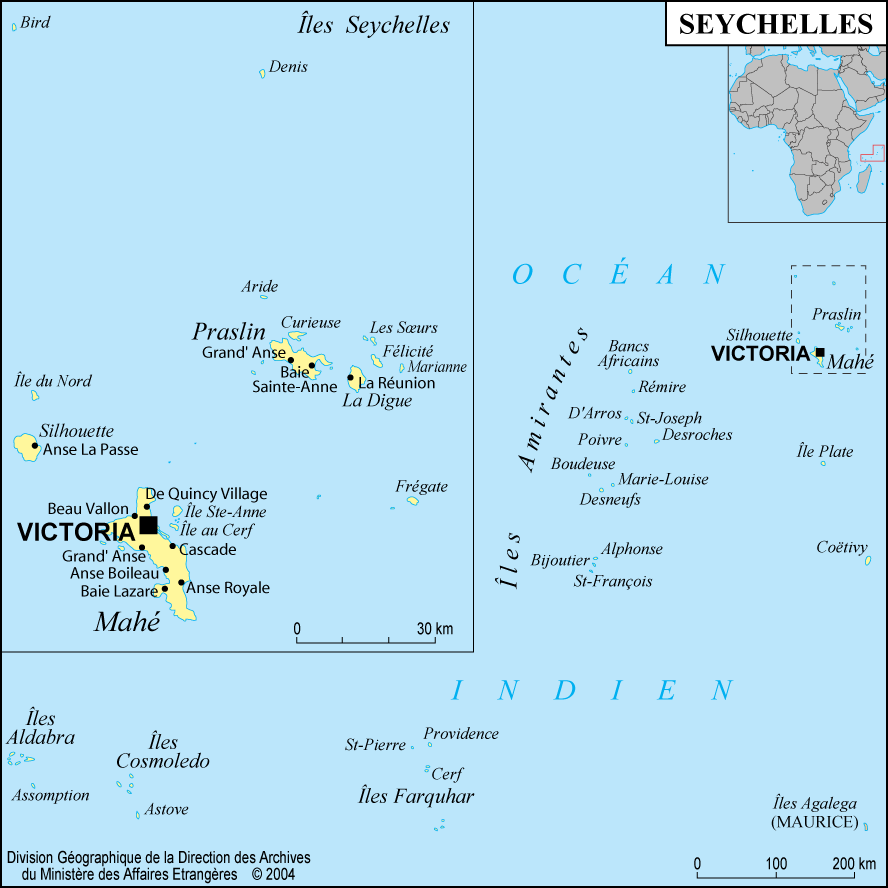 SEYCHELLES
Bird
Îles Seychelles
Denis
Aride
Praslin
Curieuse
Les Sœurs
Grand' Anse
Félicité
Baie
Sainte-Anne
Marianne
La Réunion
La Digue
Île du Nord
Silhouette
Anse La Passe
Frégate
De Quincy Village
Beau Vallon
Île Ste-Anne
VICTORIA
Île au Cerf
Grand' Anse
Cascade
Anse Boileau
Baie Lazare
Anse Royale
Mahé
0
30 km
OCÉAN
Praslin
Silhouette
VICTORIA
Mahé
Îles Amirantes
Bancs
Africains
Rémire
D'Arros
St-Joseph
Poivre
Desroches
Boudeuse
Marie-Louise
Desneufs
Île Plate
Bijoutier
Alphonse
St-François
Coëtivy
INDIEN
Îles
Aldabra
Îles
Cosmoledo
Assomption
Astove
St-Pierre
Providence
Cerf
Îles Farquhar
Îles Agalega
(MAURICE)
Division Géographique de la Direction des Archives
du Ministère des Affaires Etrangères © 2004
0
100
200 km